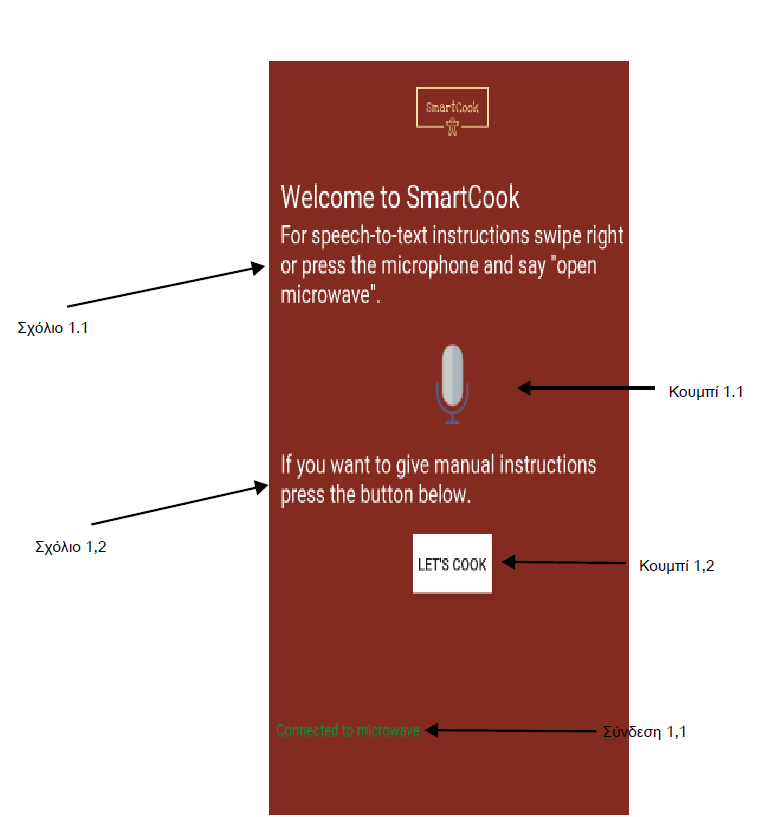 SmartCook
Welcome to SmartCook
For speech-to-text instructions swipe right
or press the microphone and say "open
microwave".
Σχόλιο 1.1
Κουμπί 1.1
If you want to give manual instructions
press the button below.
Σχόλιο 1,2
LET'S COOK
Κουμπί 1,2
Connected to microwave
Σύνδεση 1,1